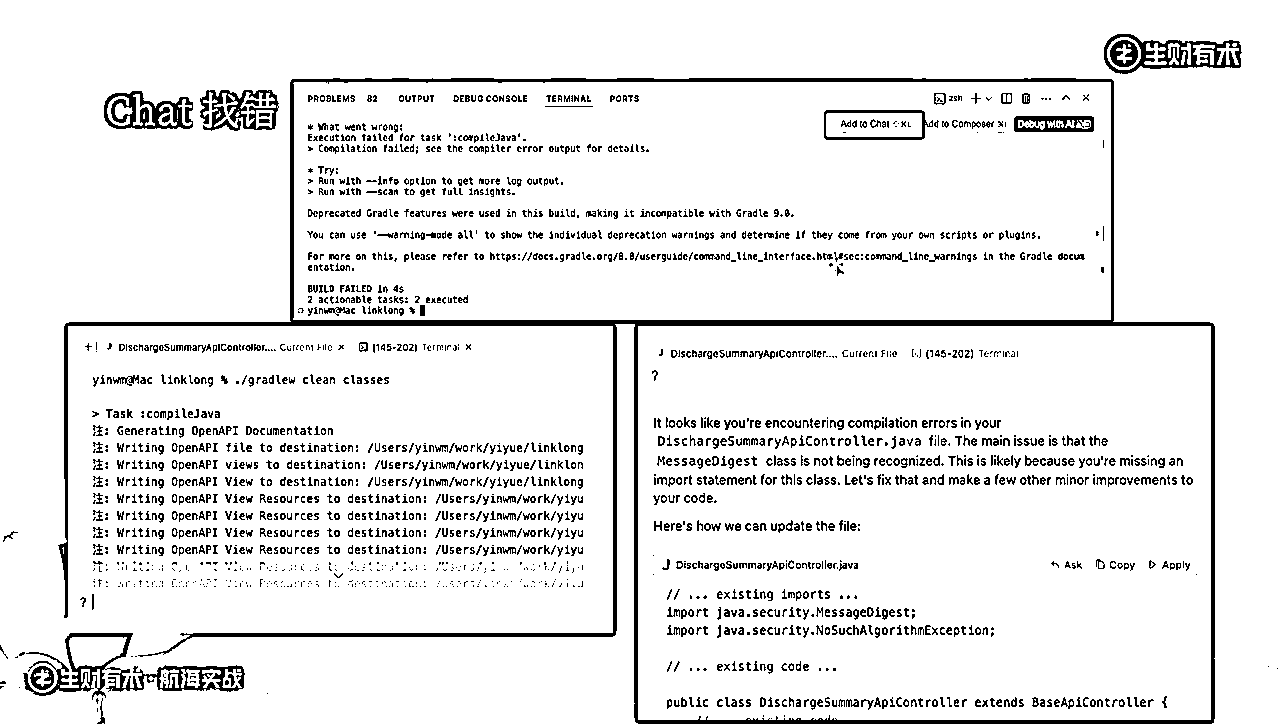 生财有术
Chat 找错
PROBLEMS 82 OUTPUT DEBUG CONSOLE TERMINAL PORTS
zsh
Add to Chat Add to Composer Debug with AI
* What went wrong:
Execution failed for task ':compileJava'.
> Compilation failed; see the compiler error output for details.
* Try:
> Run with --info option to get more log output.
> Run with --scan to get full insights.
Deprecated Gradle features were used in this build, making it incompatible with Gradle 9.0.
You can use '--warning-mode all' to show the individual deprecation warnings and determine if they come from your own scripts or plugins.
For more on this, please refer to https://docs.gradle.org/8.8/userguide/command_line_interface.html#sec:command_line_warnings in the Gradle docum
entation.
BUILD FAILED in 4s
2 actionable tasks: 2 executed
yinwm@Mac linklong %
+ J DischargeSummaryApiController.... Current File × (145-202) Terminal ×
yinwm@Mac linklong % ./gradlew clean classes
> Task :compileJava
注: Generating OpenAPI Documentation
注: Writing OpenAPI file to destination: /Users/yinwm/work/yiyue/linklong
注: Writing OpenAPI views to destination: /Users/yinwm/work/yiyue/linklon
注: Writing OpenAPI View to destination: /Users/yinwm/work/yiyue/linklong
注: Writing OpenAPI View Resources to destination: /Users/yinwm/work/yiyu
注: Writing OpenAPI View Resources to destination: /Users/yinwm/work/yiyu
注: Writing OpenAPI View Resources to destination: /Users/yinwm/work/yiyu
注: Writing OpenAPI View Resources to destination: /Users/yinwm/work/yiyu
?
J DischargeSummaryApiController.... Current File (145-202) Terminal
?
It looks like you're encountering compilation errors in your
DischargeSummaryApiController.java file. The main issue is that the
MessageDigest class is not being recognized. This is likely because you're missing an
import statement for this class. Let's fix that and make a few other minor improvements to
your code.
Here's how we can update the file:
J DischargeSummaryApiController.java Ask Copy Apply
// ... existing imports ...
import java.security.MessageDigest;
import java.security.NoSuchAlgorithmException;
// ... existing code ...
public class DischargeSummaryApiController extends BaseApiController {
生财有术·航海实战